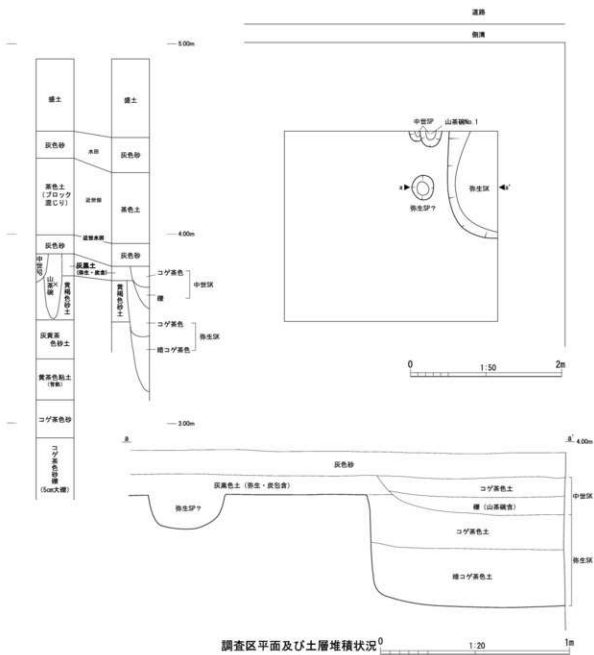 道路
側溝
5.00m
盛土
盛土
灰色砂
水田
灰色砂
茶色土
(ブロック
混じり)
近世畑
茶色土
4.00m
灰色砂
灰色砂
中世SP
山茶碗
灰黒土
(弥生・炭含)
黄褐色砂土
黄褐色砂土
コゲ茶色
中世SK
礫
コゲ茶色
弥生SK
暗コゲ茶色
灰黄茶
色砂土
黄茶色粘土
コゲ茶色砂
3.00m
コゲ茶色砂礫
(5cm大礫)
中世SP
山茶碗No.1
a
a'
弥生SK
弥生SP?
0
1:50
2m
a
a'
4.00m
灰色砂
灰黒色土(弥生・炭包含)
コゲ茶色土
中世SK
礫(山茶碗含)
弥生SP?
コゲ茶色土
弥生SK
暗コゲ茶色土
調査区平面及び土層堆積状況
0
1:20
1m